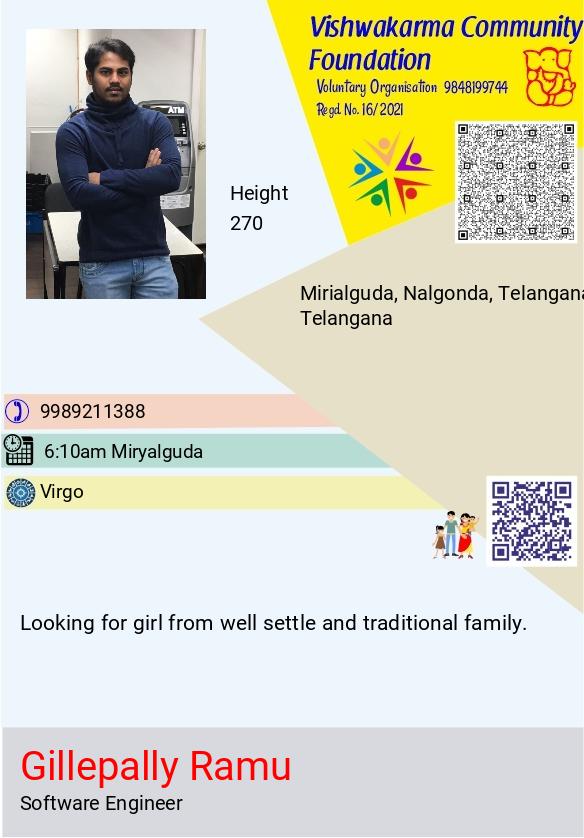 Vishwakarma Community
Foundation
Voluntary Organisation 9848199744
Regd. No. 16/2021
ATM
Height
270
Mirialguda, Nalgonda, Telangana
Telangana
9989211388
6:10am Miryalguda
Virgo
Looking for girl from well settle and traditional family.
Gillepally Ramu
Software Engineer